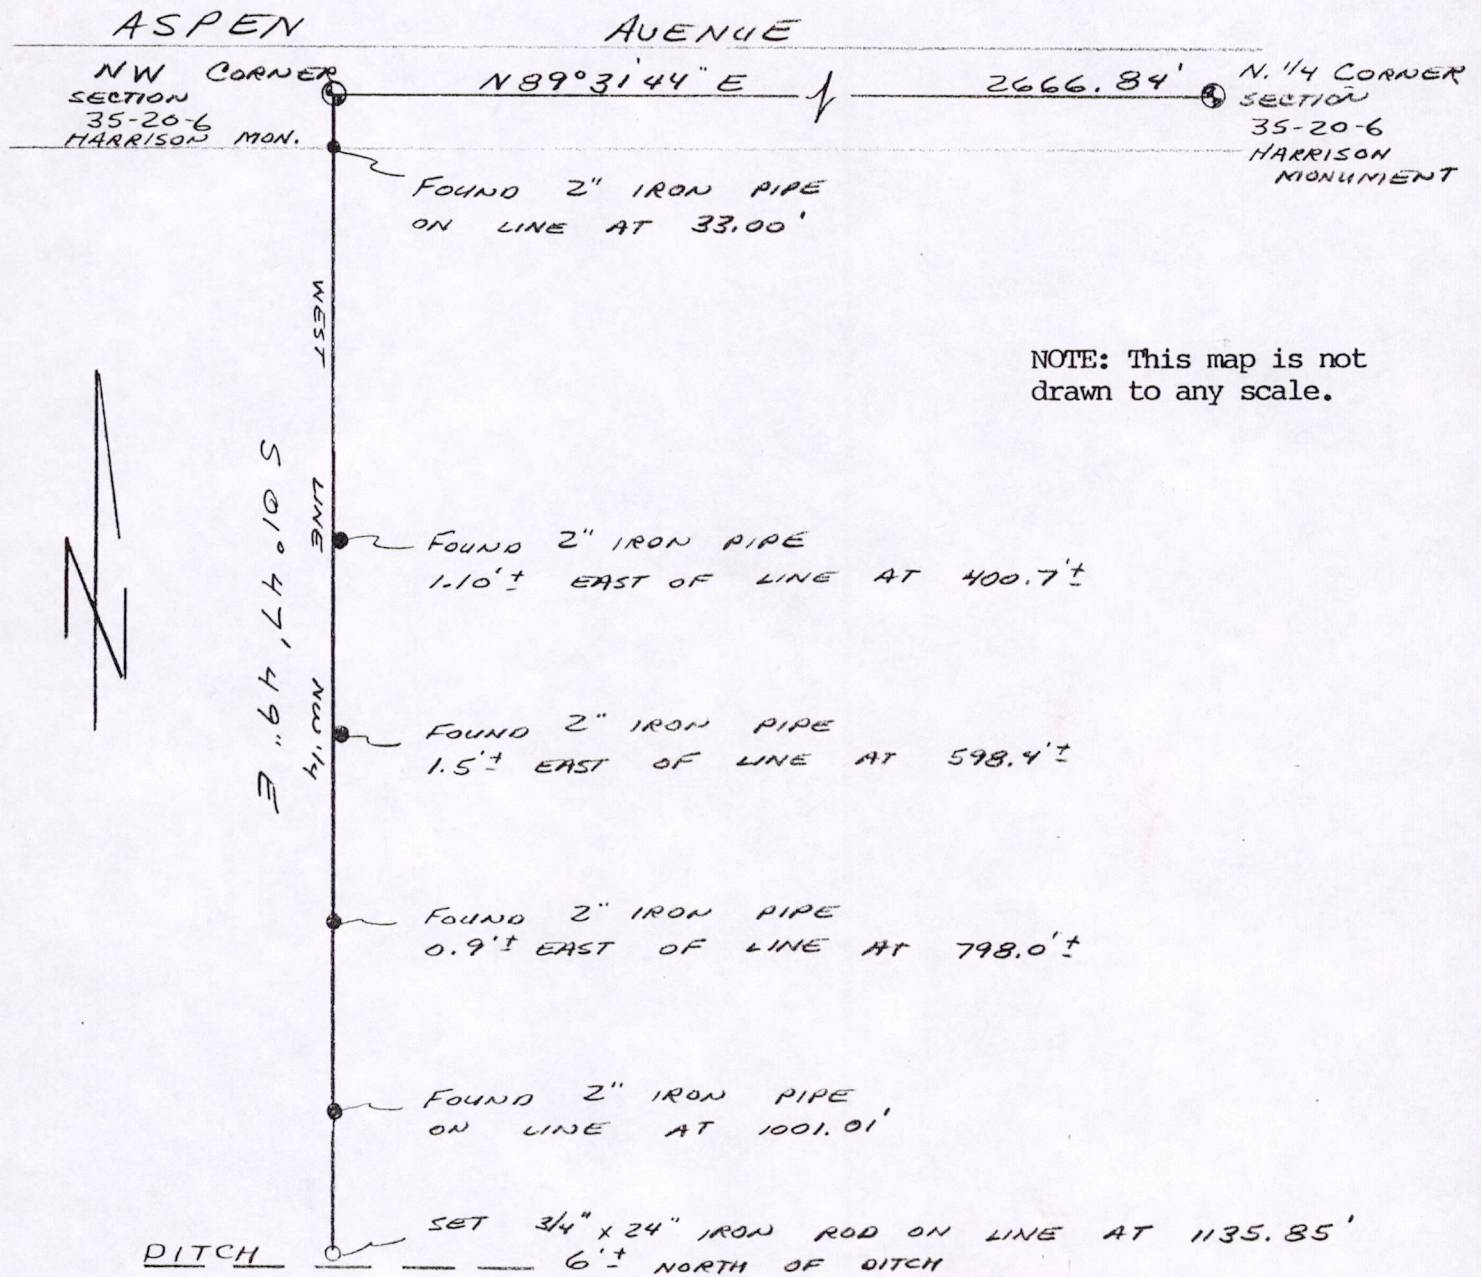 ASPEN AVENUE
NW CORNER
SECTION
35-20-6
HARRISON MON.
N 89° 31' 44" E 2666.84'
N. 1/4 CORNER
SECTION
35-20-6
HARRISON
MONUMENT
FOUND 2" IRON PIPE
ON LINE AT 33.00'
WEST LINE NW 1/4
S 01° 47' 49" E
NOTE: This map is not
drawn to any scale.
N
FOUND 2" IRON PIPE
1.10'± EAST OF LINE AT 400.7'±
FOUND 2" IRON PIPE
1.5'± EAST OF LINE AT 598.4'±
FOUND 2" IRON PIPE
0.9'± EAST OF LINE AT 798.0'±
FOUND 2" IRON PIPE
ON LINE AT 1001.01'
SET 3/4" x 24" IRON ROD ON LINE AT 1135.85'
6'± NORTH OF DITCH
DITCH